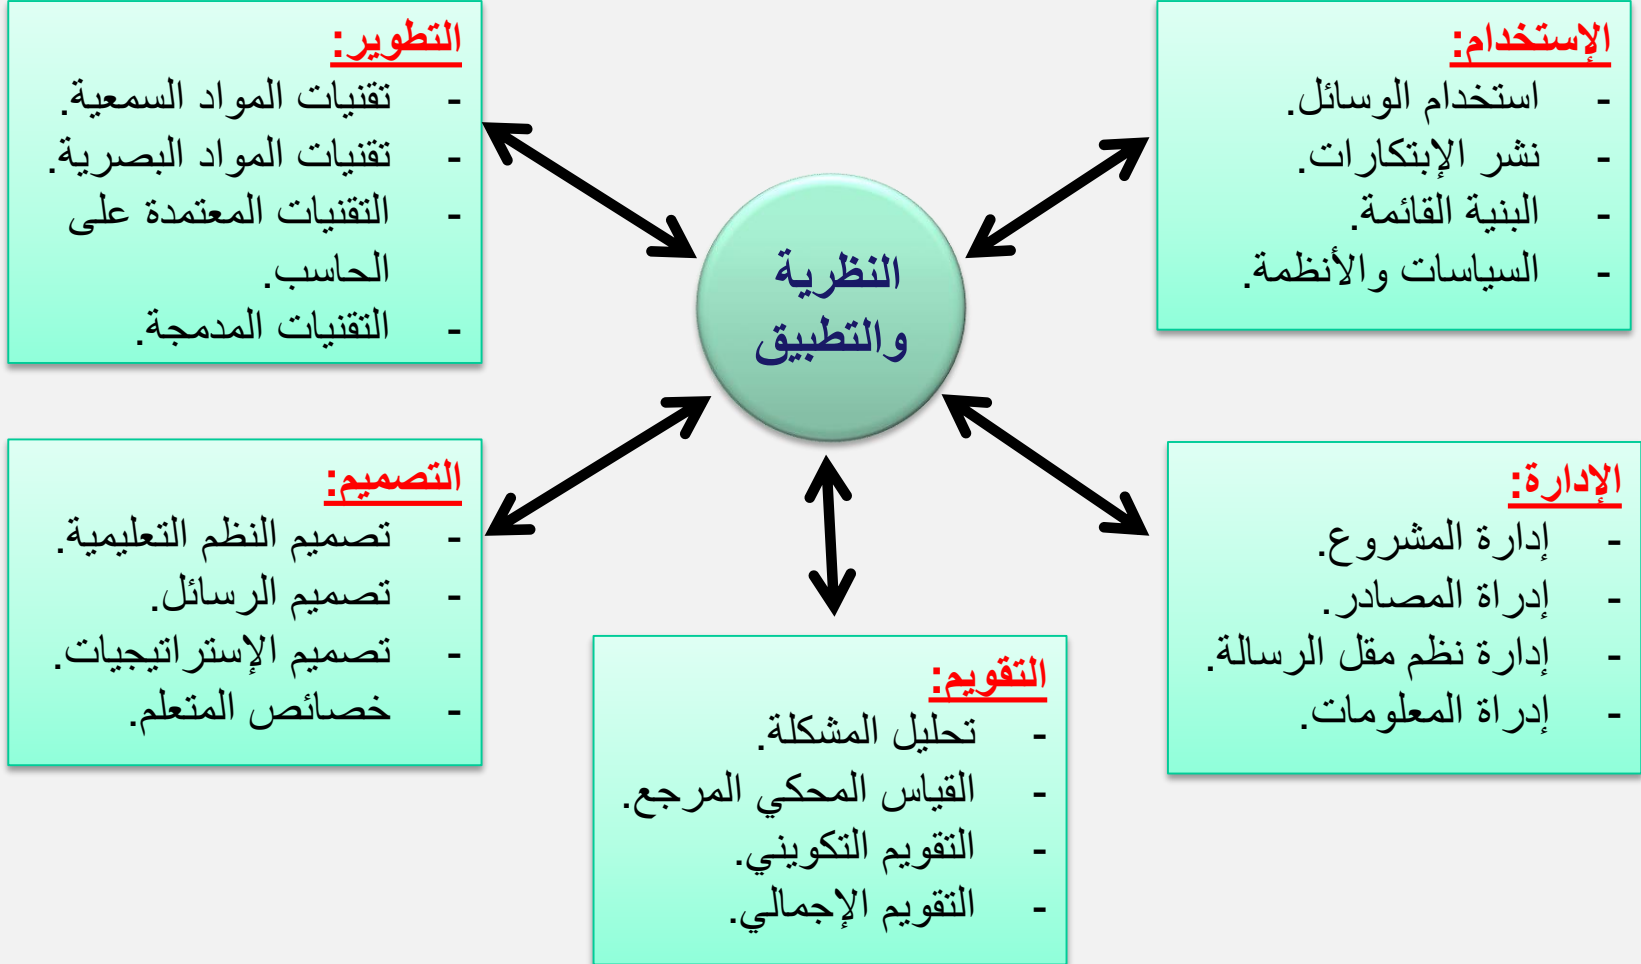 الإستخدام:
- استخدام الوسائل.
- نشر الإبتكارات.
- البنية القائمة.
- السياسات والأنظمة.
التطوير:
- تقنيات المواد السمعية.
- تقنيات المواد البصرية.
- التقنيات المعتمدة على
الحاسب.
- التقنيات المدمجة.
النظرية
والتطبيق
الإدارة:
- إدارة المشروع.
- إدراة المصادر.
- إدارة نظم مقل الرسالة.
- إدراة المعلومات.
التصميم:
- تصميم النظم التعليمية.
- تصميم الرسائل.
- تصميم الإستراتيجيات.
- خصائص المتعلم.
التقويم:
- تحليل المشكلة.
- القياس المحكي المرجع.
- التقويم التكويني.
- التقويم الإجمالي.